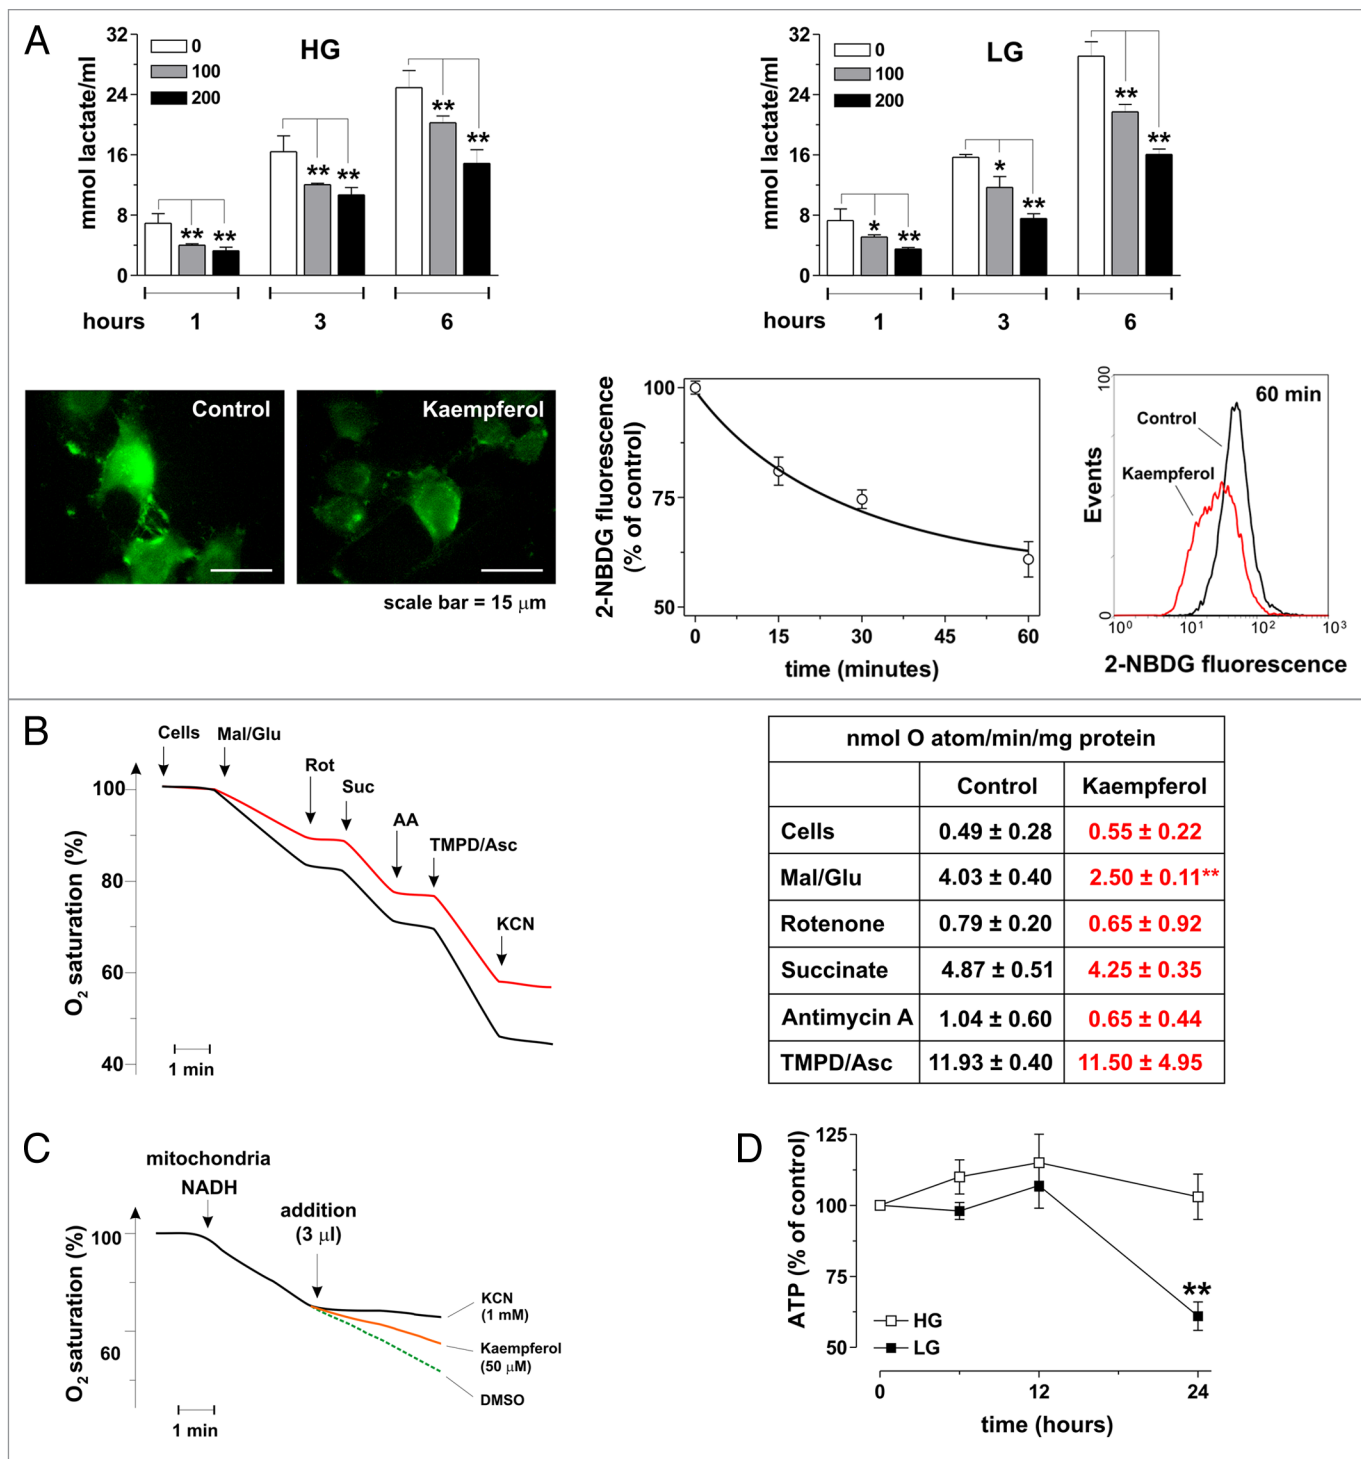 A
HG
0
100
200
mmol lactate/ml
32
24
16
8
0
**
**
**
**
**
**
hours 1 3 6
LG
0
100
200
mmol lactate/ml
32
24
16
8
0
*
**
*
**
**
**
hours 1 3 6
Control
Kaempferol
scale bar = 15 μm
2-NBDG fluorescence
(% of control)
100
75
50
0 15 30 45 60
time (minutes)
60 min
Control
Kaempferol
Events
100
0
10⁰ 10¹ 10² 10³
2-NBDG fluorescence
B
Cells
Mal/Glu
Rot
Suc
AA
TMPD/Asc
KCN
O₂ saturation (%)
100
80
60
40
1 min
nmol O atom/min/mg protein
Control Kaempferol
Cells 0.49 ± 0.28 0.55 ± 0.22
Mal/Glu 4.03 ± 0.40 2.50 ± 0.11**
Rotenone 0.79 ± 0.20 0.65 ± 0.92
Succinate 4.87 ± 0.51 4.25 ± 0.35
Antimycin A 1.04 ± 0.60 0.65 ± 0.44
TMPD/Asc 11.93 ± 0.40 11.50 ± 4.95
C
mitochondria
NADH
addition
(3 μl)
O₂ saturation (%)
100
60
KCN
(1 mM)
Kaempferol
(50 μM)
DMSO
1 min
D
ATP (% of control)
125
100
75
50
**
HG
LG
0 12 24
time (hours)